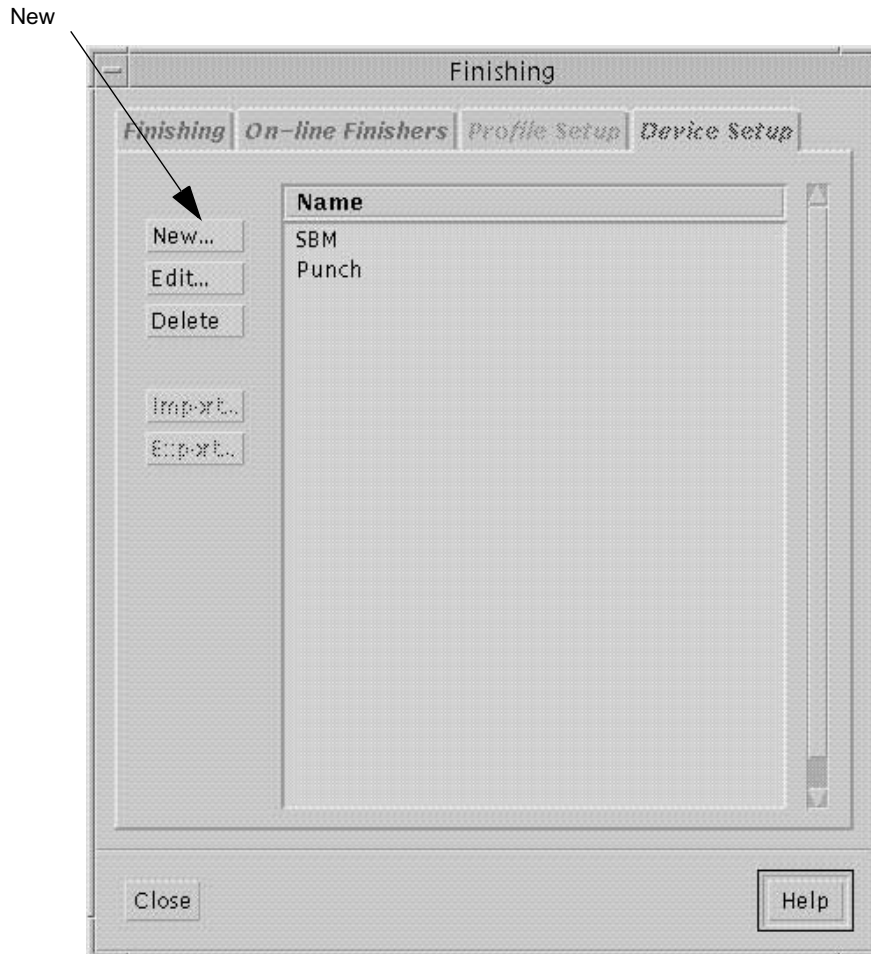 New
Finishing
Finishing On-line Finishers Profile Setup Device Setup
Name
New...
SBM
Edit...
Punch
Delete
Import..
Export..
Close
Help